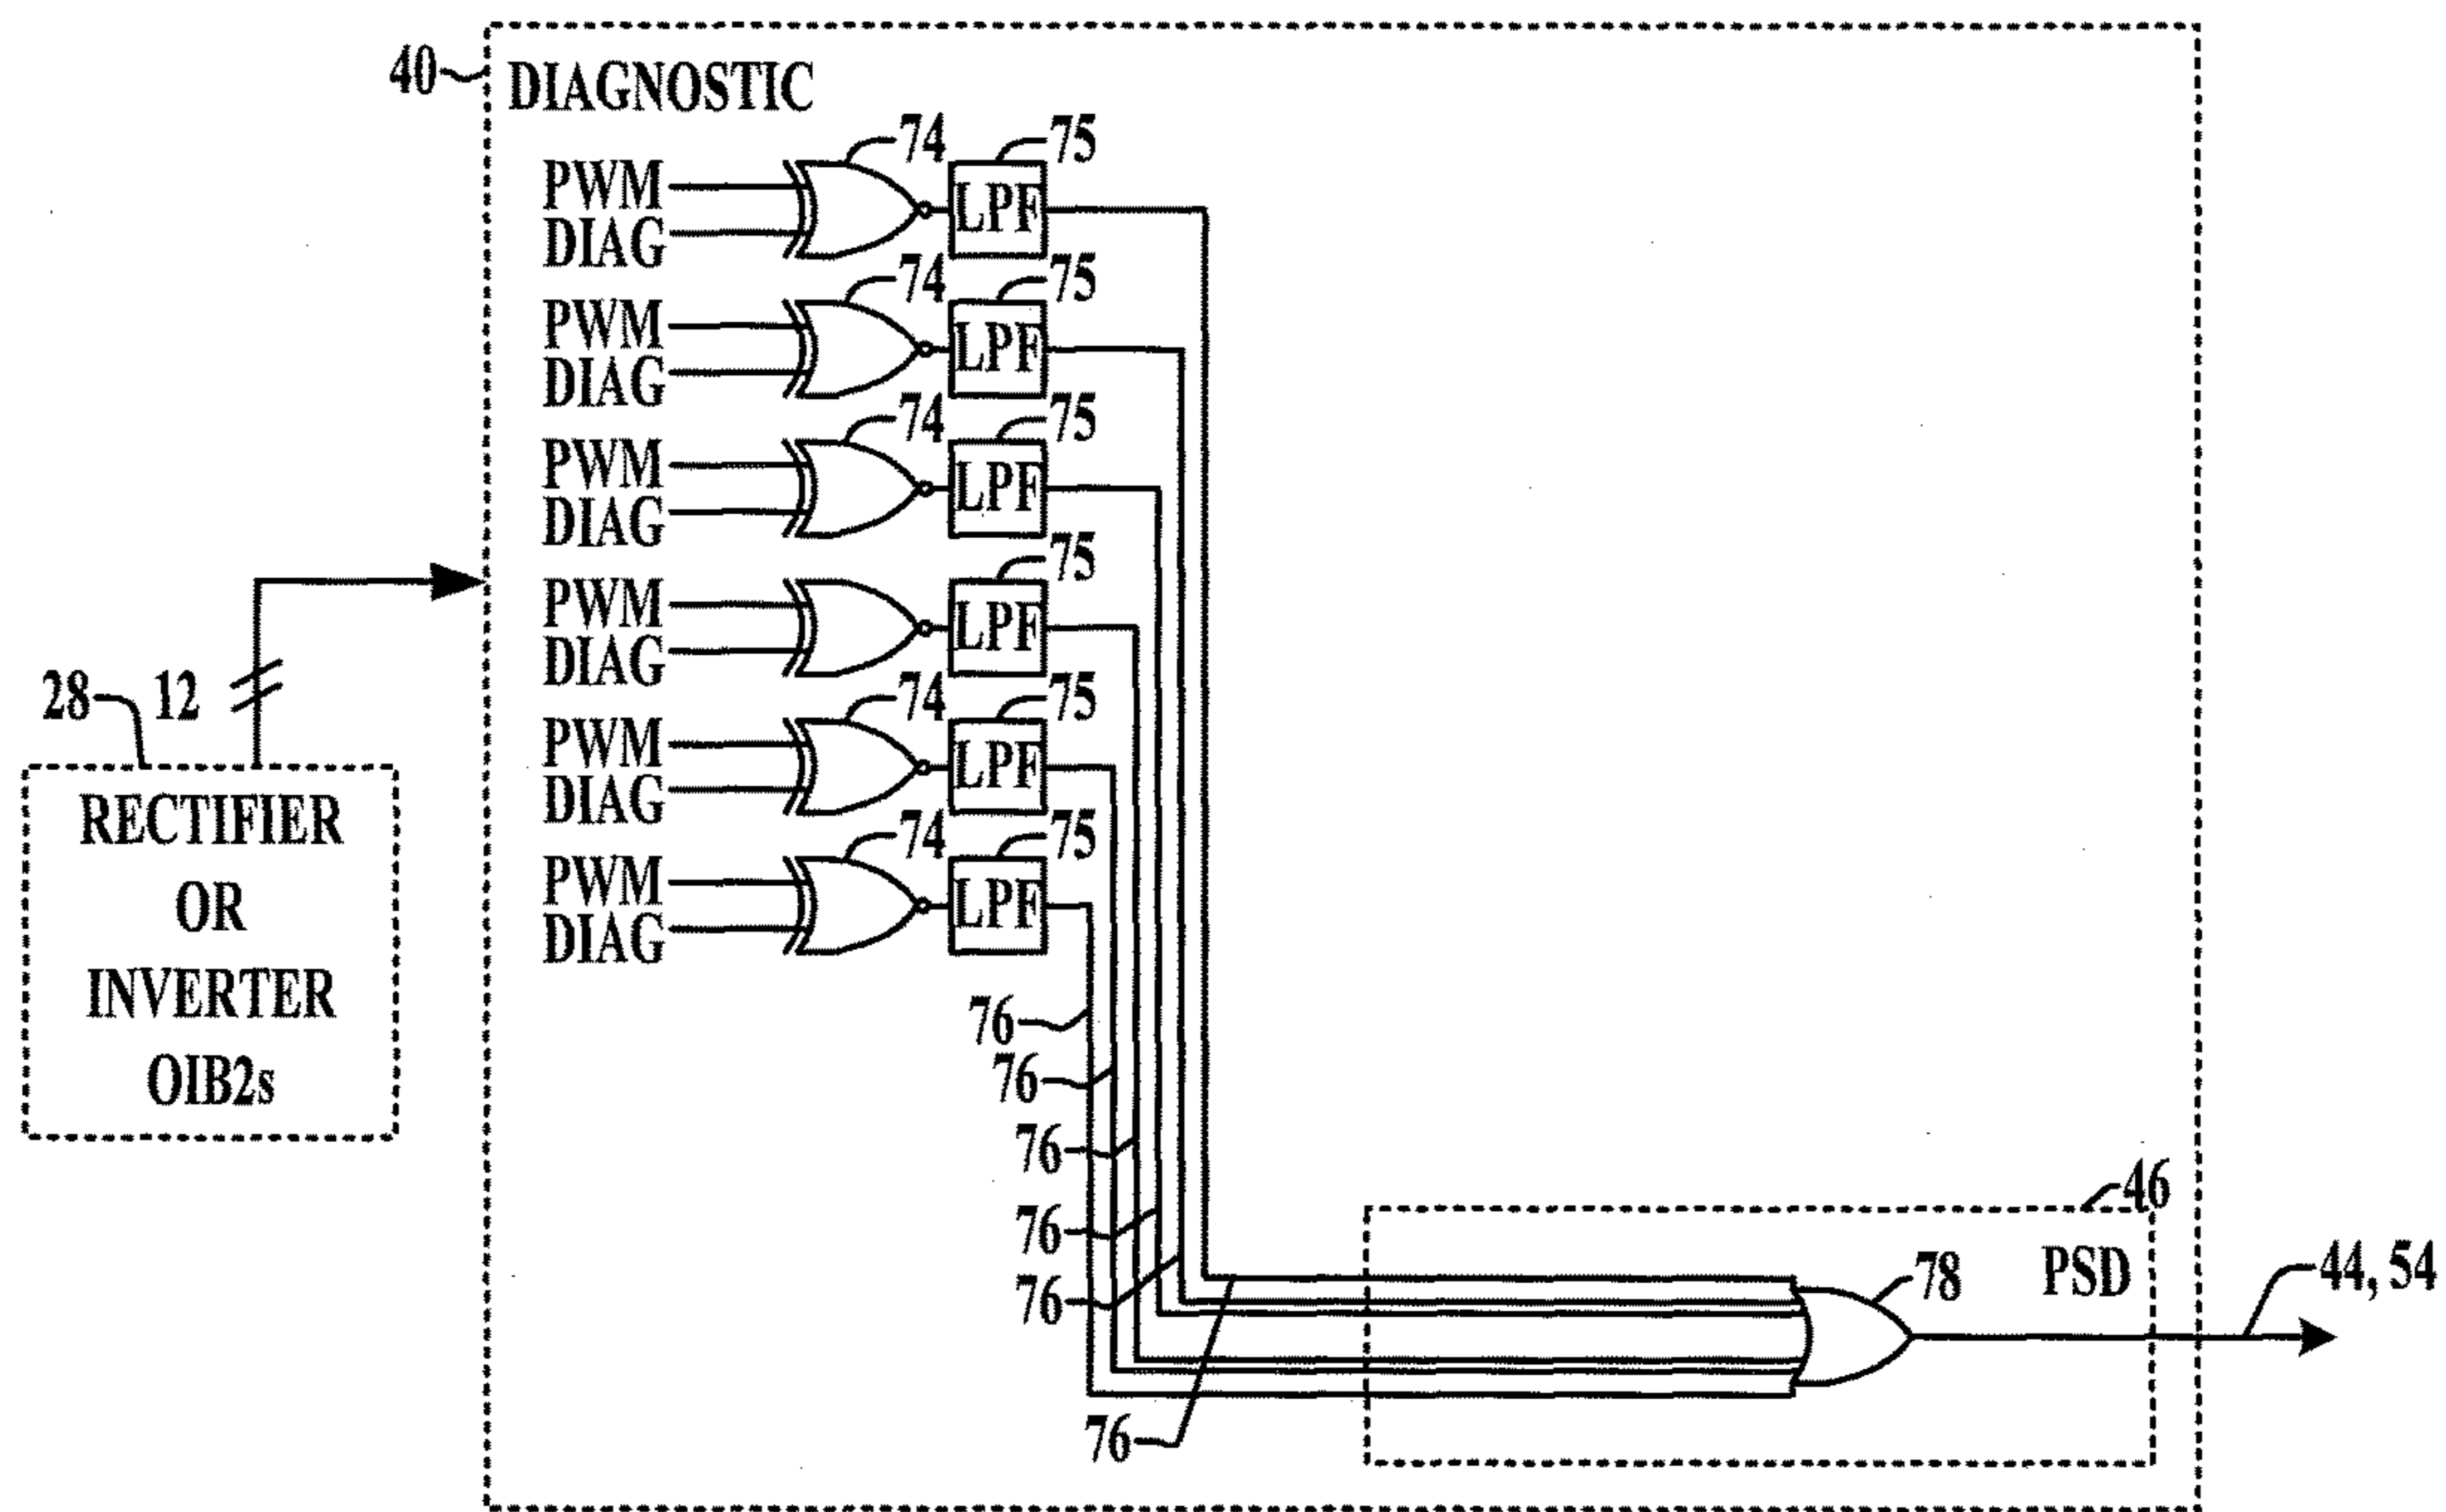 40
DIAGNOSTIC
74
75
PWM
DIAG
LPF
74
75
PWM
DIAG
LPF
74
75
PWM
DIAG
LPF
75
PWM
DIAG
LPF
74
75
PWM
DIAG
LPF
74
75
PWM
DIAG
LPF
28
12
RECTIFIER
OR
INVERTER
OIB2s
76
76
76
76
76
76
46
PSD
78
44, 54